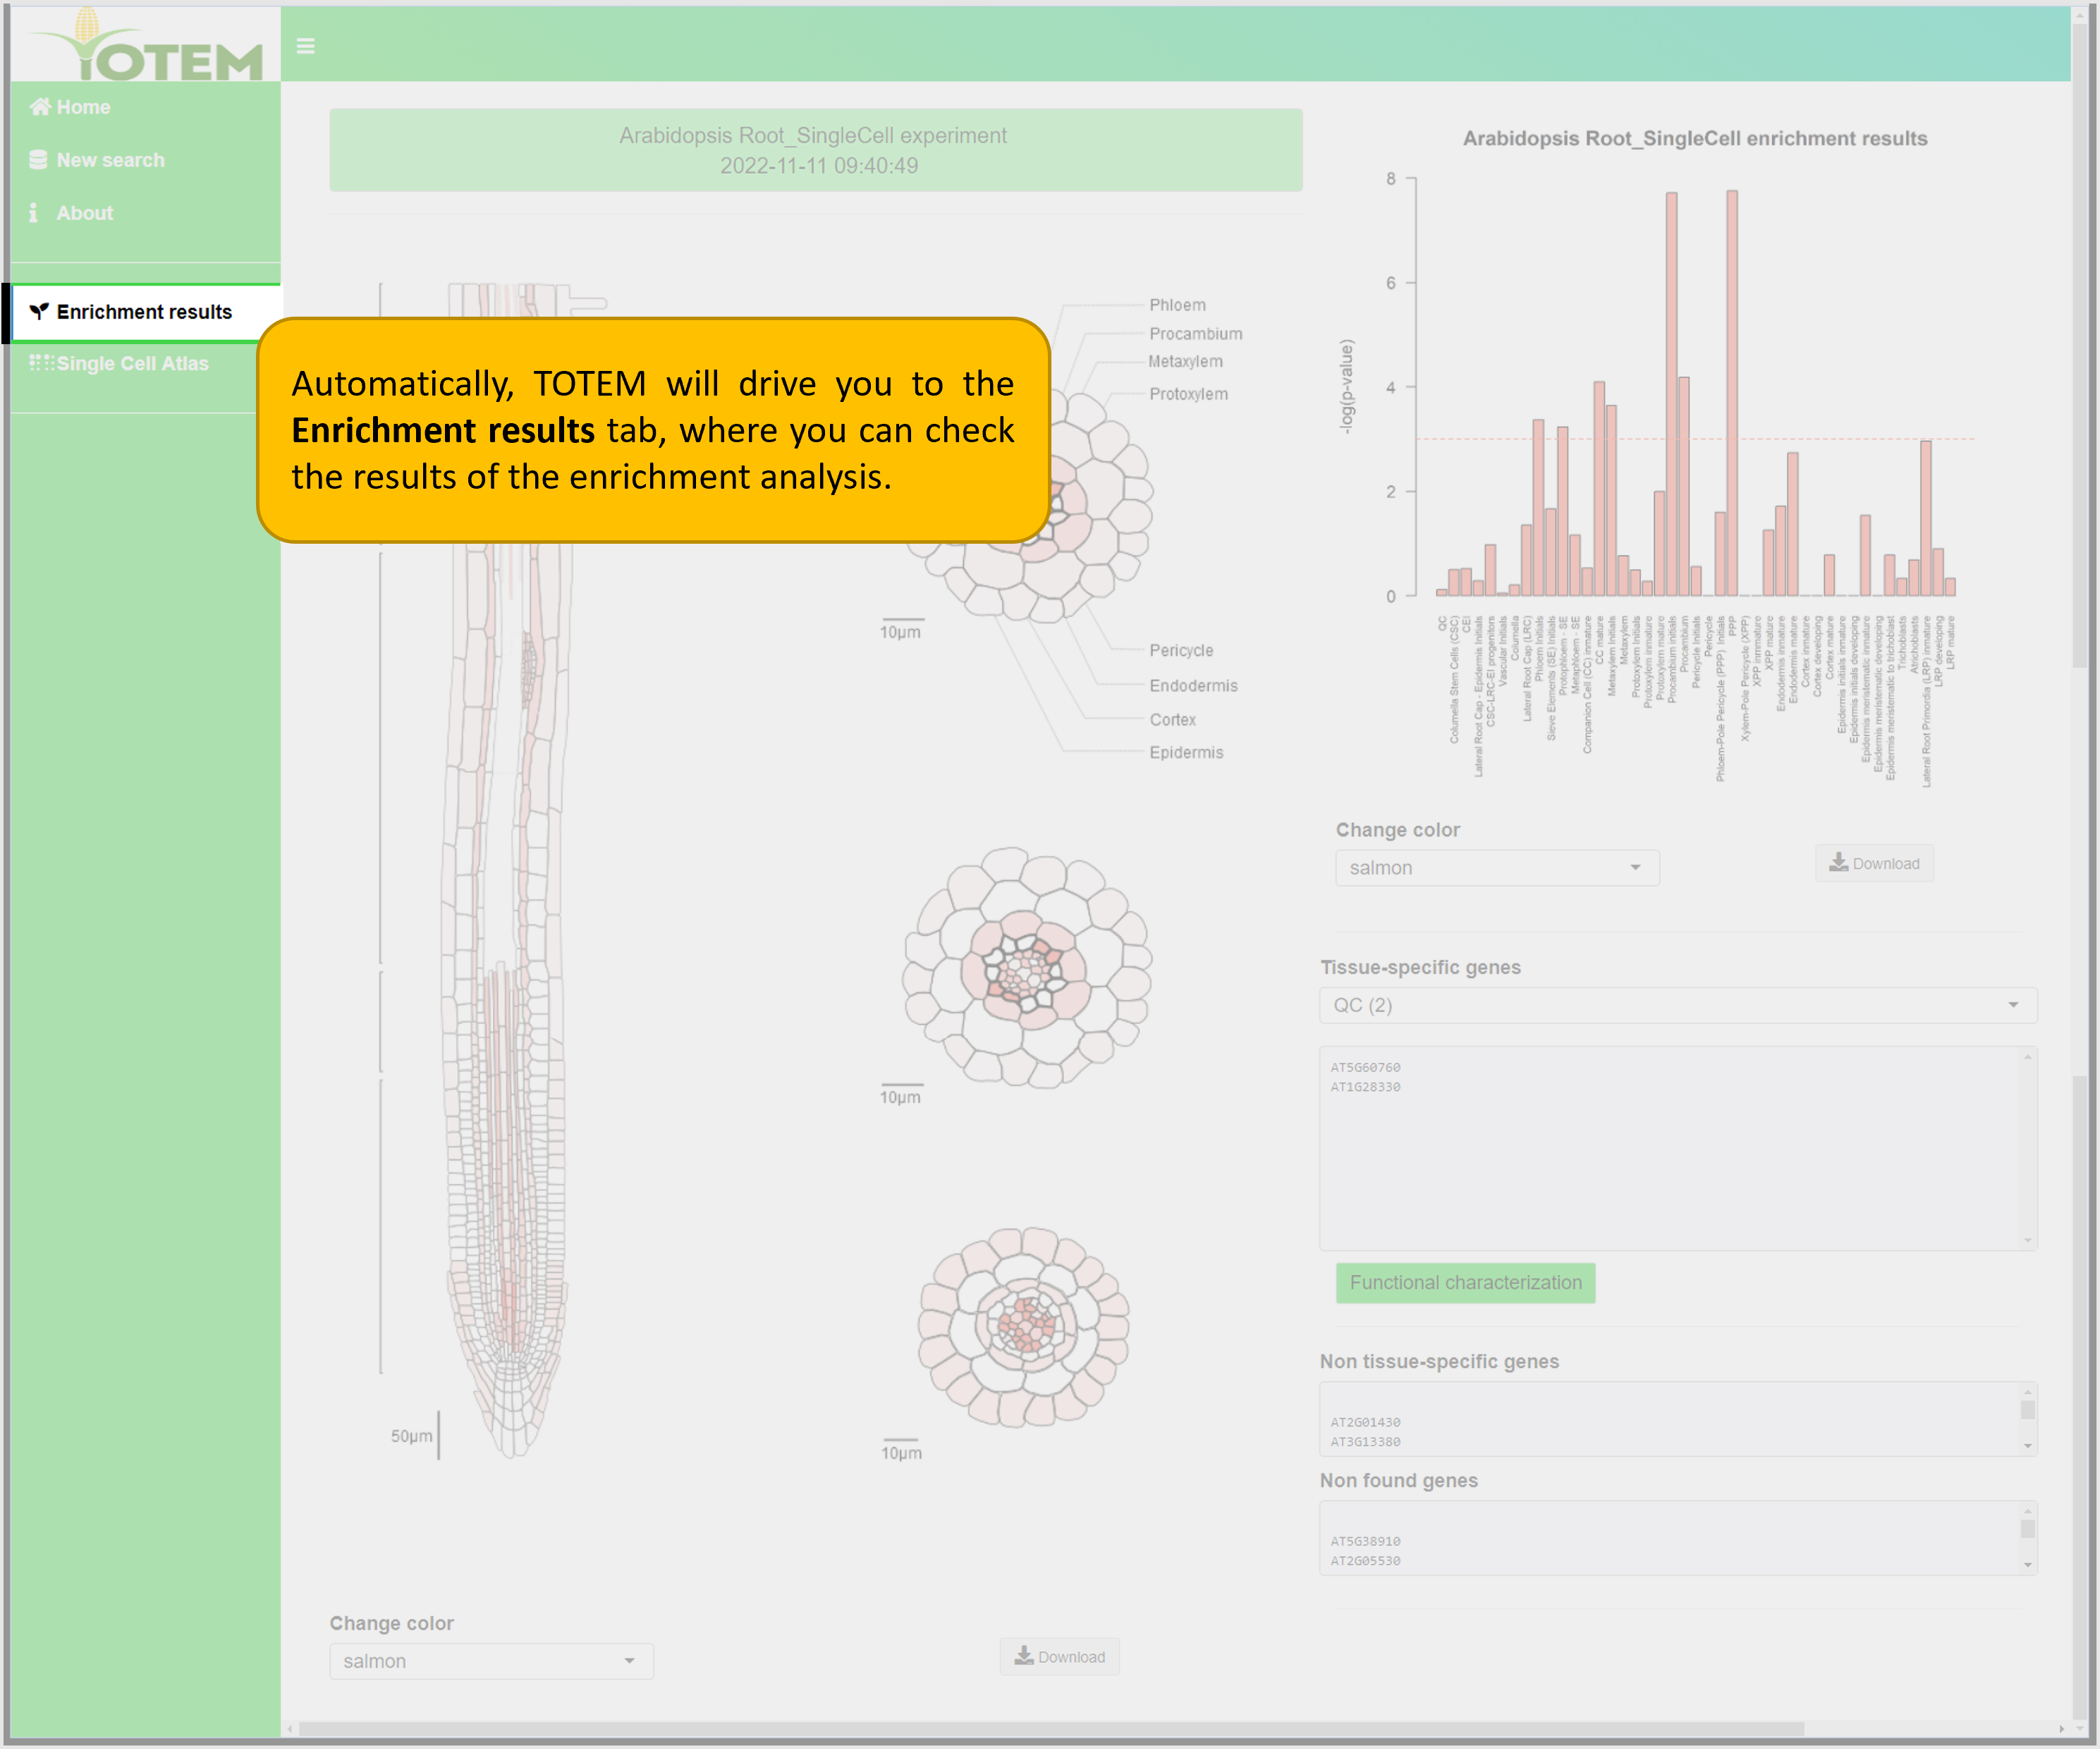 TOTEM
Home
New search
About
Enrichment results
Single Cell Atlas
Arabidopsis Root_SingleCell experiment
2022-11-11 09:40:49
Automatically, TOTEM will drive you to the
Enrichment results tab, where you can check
the results of the enrichment analysis.
Phloem
Procambium
Metaxylem
Protoxylem
10µm
Pericycle
Endodermis
Cortex
Epidermis
10µm
10µm
50µm
Change color
salmon
Download
Arabidopsis Root_SingleCell enrichment results
-log(p-value)
8
6
4
2
0
QC
Columella Stem Cells (CSC)
CEI
Lateral Root Cap - Epidermis Initials
CSC-LRC-EI progenitors
Vascular Initials
Columella
Lateral Root Cap (LRC)
Phloem Initials
Sieve Elements (SE) Initials
Protophloem - SE
Metaphloem - SE
Companion Cell (CC) inmature
CC mature
Metaxylem Initials
Metaxylem
Protoxylem Initials
Protoxylem inmature
Protoxylem mature
Procambium initials
Procambium
Pericycle Initials
Pericycle
Phloem-Pole Pericycle (PPP) Initials
PPP
Xylem-Pole Pericycle (XPP)
XPP inmature
XPP mature
Endodermis inmature
Endodermis mature
Cortex inmature
Cortex developing
Cortex mature
Epidermis initials inmature
Epidermis initials developing
Epidermis meristematic inmature
Epidermis meristematic developing
Epidermis meristematic to trichoblast
Trichoblasts
Atrichoblasts
Lateral Root Primordia (LRP) inmature
LRP developing
LRP mature
Change color
salmon
Download
Tissue-specific genes
QC (2)
AT5G60760
AT1G28330
Functional characterization
Non tissue-specific genes
AT2G01430
AT3G13380
Non found genes
AT5G38910
AT2G05530